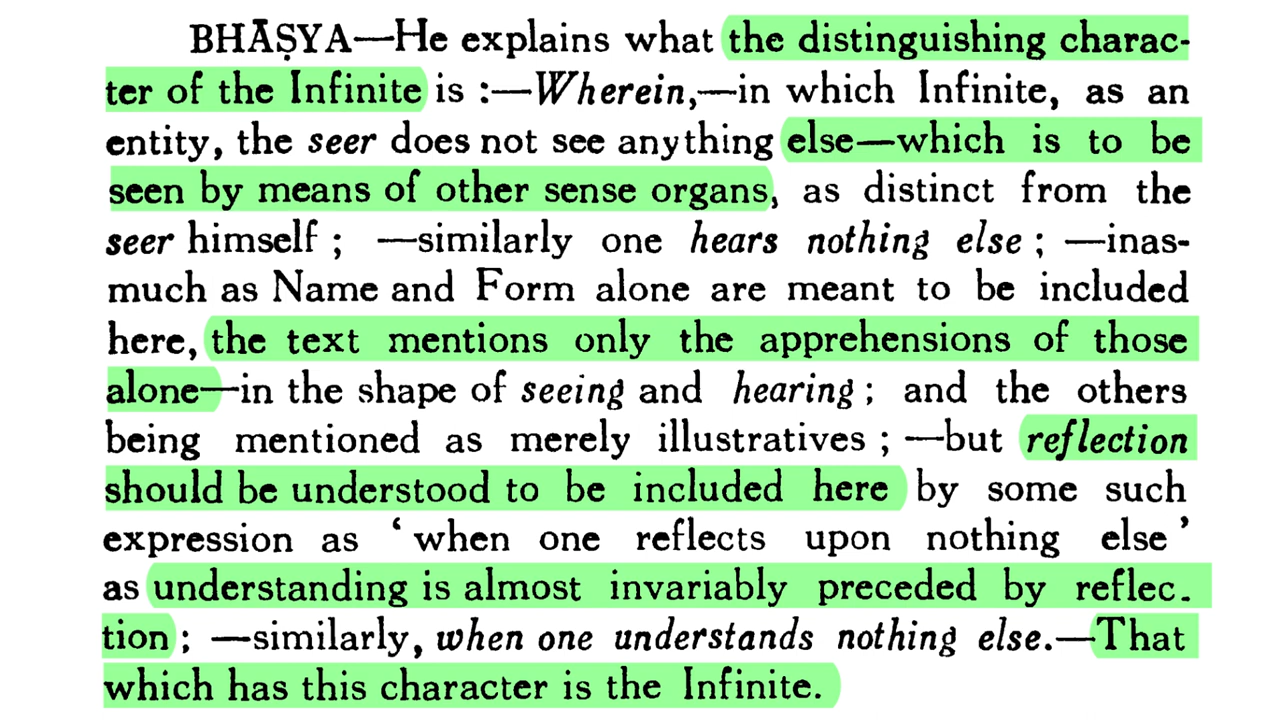 BHĀṢYA—He explains what the distinguishing charac-
ter of the Infinite is :—Wherein,—in which Infinite, as an
entity, the seer does not see anything else—which is to be
seen by means of other sense organs, as distinct from the
seer himself ; —similarly one hears nothing else ; —inas-
much as Name and Form alone are meant to be included
here, the text mentions only the apprehensions of those
alone—in the shape of seeing and hearing ; and the others
being mentioned as merely illustratives ; —but reflection
should be understood to be included here by some such
expression as ‘ when one reflects upon nothing else ’
as understanding is almost invariably preceded by reflec.
tion ; —similarly, when one understands nothing else.—That
which has this character is the Infinite.